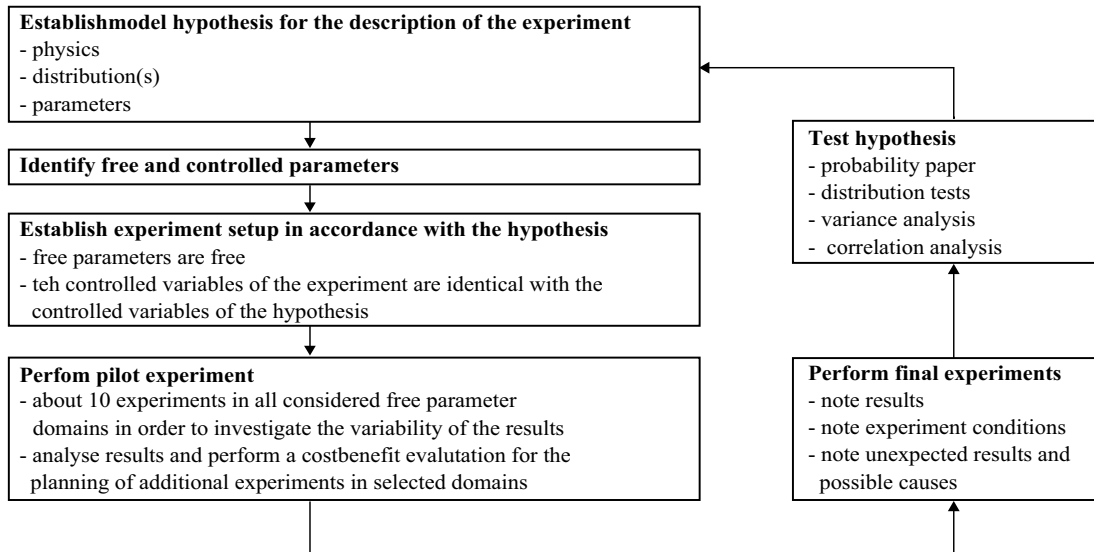 Establishmodel hypothesis for the description of the experiment
- physics
- distribution(s)
- parameters
Identify free and controlled parameters
Establish experiment setup in accordance with the hypothesis
- free parameters are free
- teh controlled variables of the experiment are identical with the
controlled variables of the hypothesis
Perfom pilot experiment
- about 10 experiments in all considered free parameter
domains in order to investigate the variability of the results
- analyse results and perform a costbenefit evalutation for the
planning of additional experiments in selected domains
Test hypothesis
- probability paper
- distribution tests
- variance analysis
- correlation analysis
Perform final experiments
- note results
- note experiment conditions
- note unexpected results and
possible causes